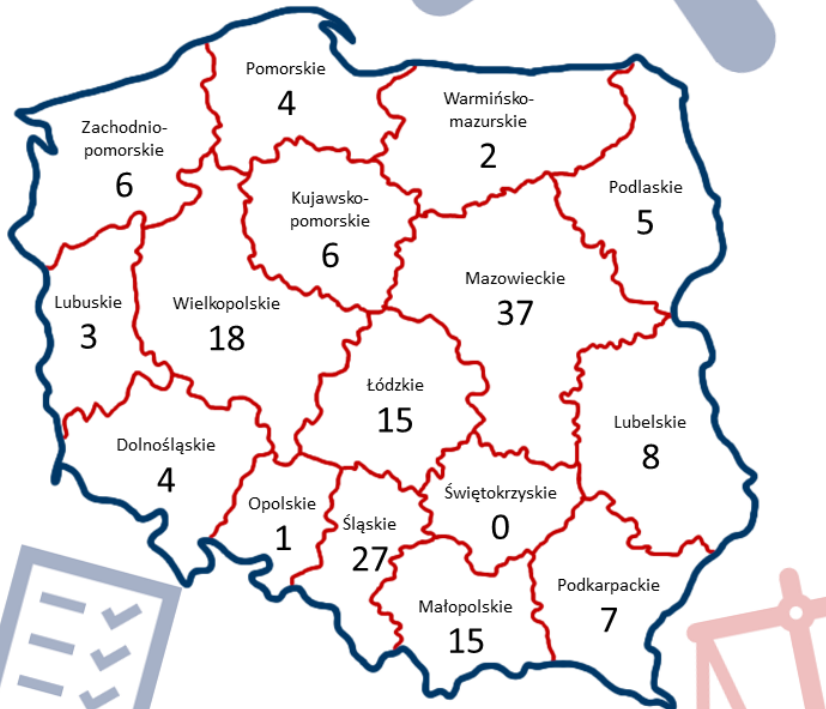 Pomorskie
4
Warmińsko-
mazurskie
2
Zachodnio-
pomorskie
6
Podlaskie
5
Kujawsko-
pomorskie
6
Mazowieckie
37
Lubuskie
3
Wielkopolskie
18
Łódzkie
15
Lubelskie
8
Dolnośląskie
4
Opolskie
1
Śląskie
27
Świętokrzyskie
0
Małopolskie
15
Podkarpackie
7